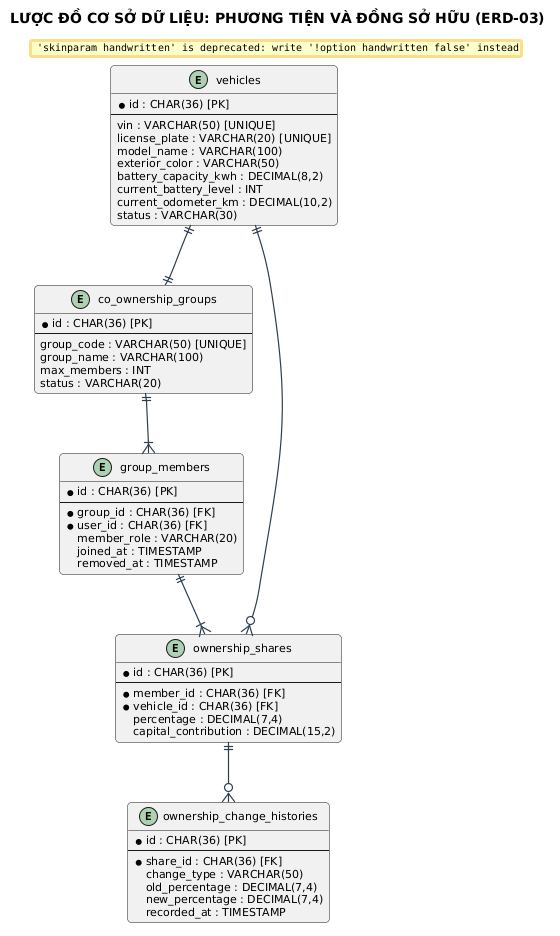 LƯỢC ĐỒ CƠ SỞ DỮ LIỆU: PHƯƠNG TIỆN VÀ ĐỒNG SỞ HỮU (ERD-03)
'skinparam handwritten' is deprecated: write '!option handwritten false' instead
E vehicles
id : CHAR(36) [PK]
vin : VARCHAR(50) [UNIQUE]
license_plate : VARCHAR(20) [UNIQUE]
model_name : VARCHAR(100)
exterior_color : VARCHAR(50)
battery_capacity_kwh : DECIMAL(8,2)
current_battery_level : INT
current_odometer_km : DECIMAL(10,2)
status : VARCHAR(30)
E co_ownership_groups
id : CHAR(36) [PK]
group_code : VARCHAR(50) [UNIQUE]
group_name : VARCHAR(100)
max_members : INT
status : VARCHAR(20)
E group_members
id : CHAR(36) [PK]
group_id : CHAR(36) [FK]
user_id : CHAR(36) [FK]
member_role : VARCHAR(20)
joined_at : TIMESTAMP
removed_at : TIMESTAMP
E ownership_shares
id : CHAR(36) [PK]
member_id : CHAR(36) [FK]
vehicle_id : CHAR(36) [FK]
percentage : DECIMAL(7,4)
capital_contribution : DECIMAL(15,2)
E ownership_change_histories
id : CHAR(36) [PK]
share_id : CHAR(36) [FK]
change_type : VARCHAR(50)
old_percentage : DECIMAL(7,4)
new_percentage : DECIMAL(7,4)
recorded_at : TIMESTAMP